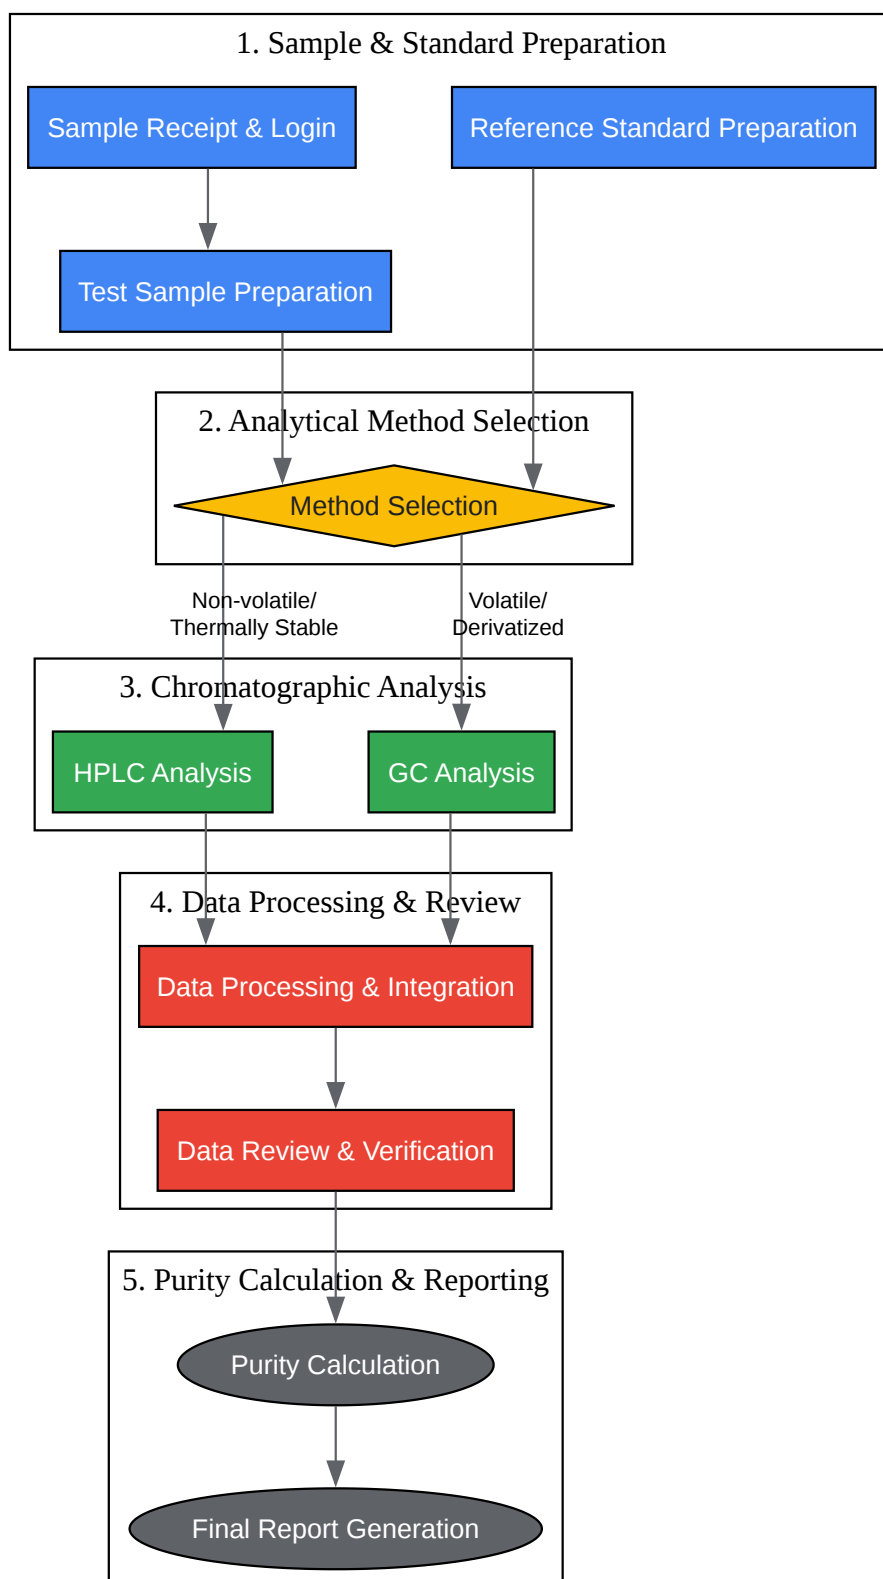 1. Sample & Standard Preparation
Sample Receipt & Login
Reference Standard Preparation
Test Sample Preparation
2. Analytical Method Selection
Method Selection
Non-volatile/
Thermally Stable
Volatile/
Derivatized
3. Chromatographic Analysis
HPLC Analysis
GC Analysis
4. Data Processing & Review
Data Processing & Integration
Data Review & Verification
5. Purity Calculation & Reporting
Purity Calculation
Final Report Generation